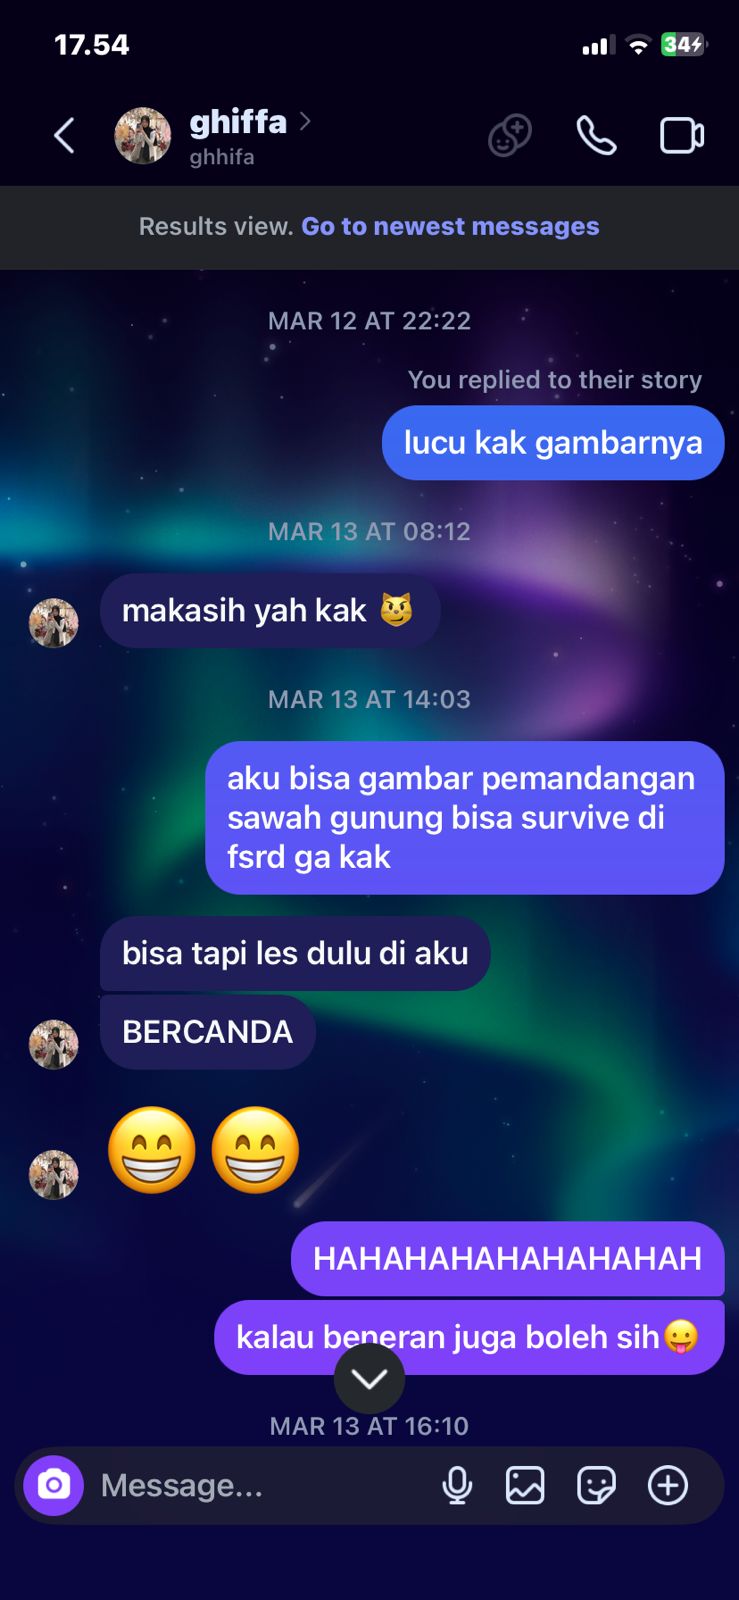 17.54
34
ghiffa
ghhifa
Results view. Go to newest messages
MAR 12 AT 22:22
You replied to their story
lucu kak gambarnya
MAR 13 AT 08:12
makasih yah kak 😼
MAR 13 AT 14:03
aku bisa gambar pemandangan
sawah gunung bisa survive di
fsrd ga kak
bisa tapi les dulu di aku
BERCANDA
😁😁
HAHAHAHAHAHAHAHAH
kalau beneran juga boleh sih😛
MAR 13 AT 16:10
Message...